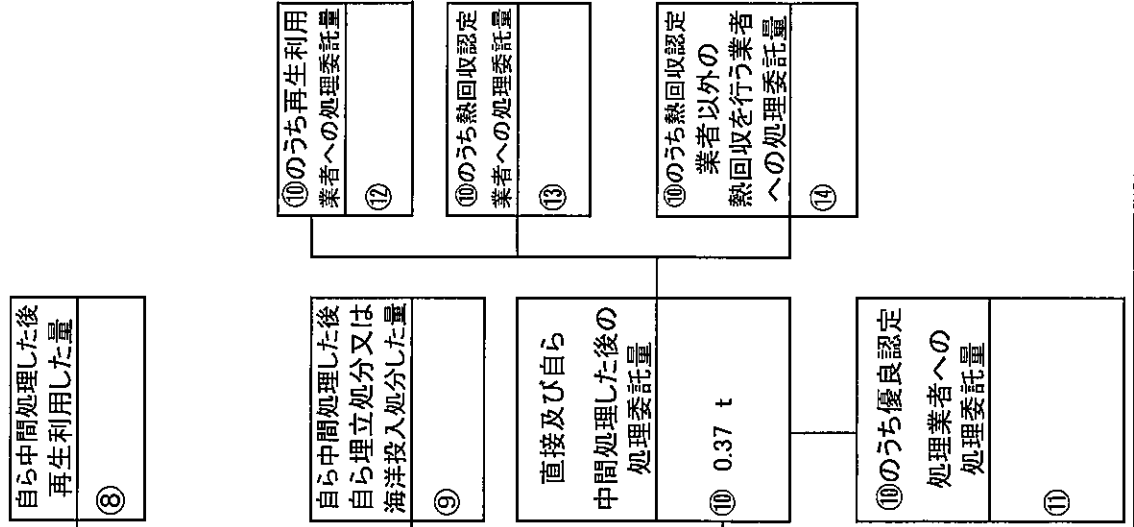 自ら中間処理した後
再生利用した量
⑧
自ら中間処理した後
自ら埋立処分又は
海洋投入処分した量
⑨
直接及び自ら
中間処理した後の
処理委託量
⑩ 0.37 t
⑩のうち優良認定
処理業者への
処理委託量
⑪
⑩のうち再生利用
業者への処理委託量
⑫
⑩のうち熱回収認定
業者への処理委託量
⑬
⑩のうち熱回収認定
業者以外の
熱回収を行う業者
への処理委託量
⑭